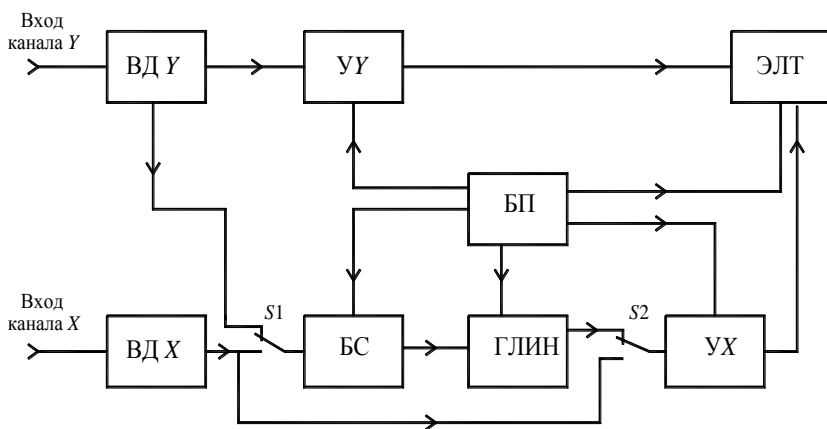 Вход
канала Y
ВД Y
УY
ЭЛТ
БП
Вход
канала X
ВД X
S1
БС
ГЛИН
S2
УX